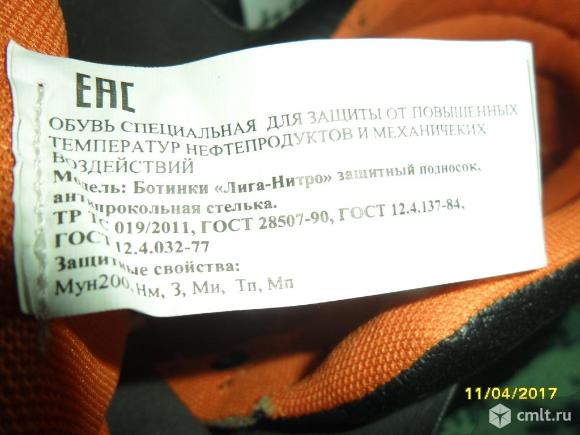 ЕАС
ОБУВЬ СПЕЦИАЛЬНАЯ ДЛЯ ЗАЩИТЫ ОТ ПОВЫШЕННЫХ
ТЕМПЕРАТУР НЕФТЕПРОДУКТОВ И МЕХАНИЧЕКИХ
ВОЗДЕЙСТВИЙ
Модель: Ботинки «Лига-Нитро» защитный подносок,
антипрокольная стелька.
ТР ТС 019/2011, ГОСТ 28507-90, ГОСТ 12.4.137-84,
ГОСТ 12.4.032-77
Защитные свойства:
Мун200, Нм, З, Ми, Тп, Мп
11/04/2017
cmlt.ru